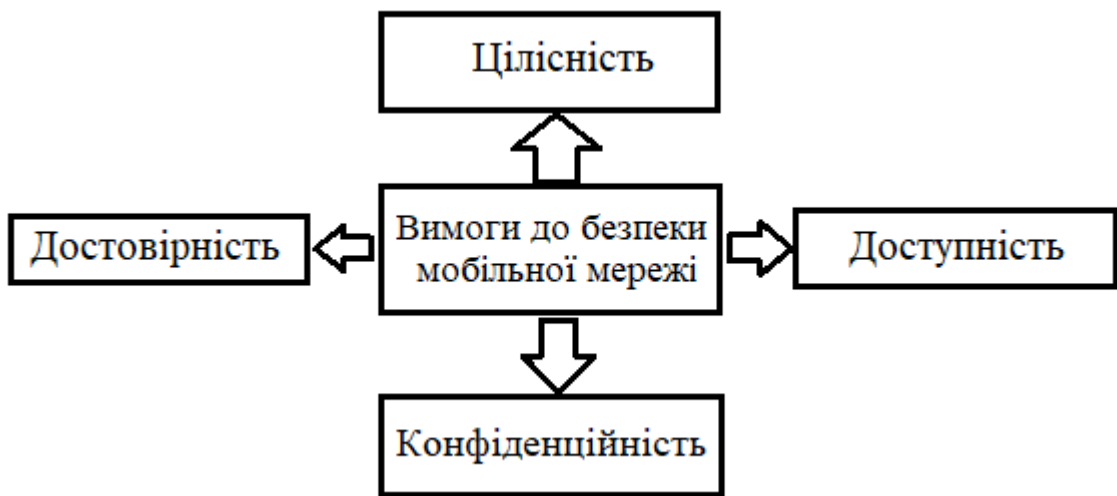 Цілісність
Достовірність
Вимоги до безпеки
мобільної мережі
Доступність
Конфіденційність